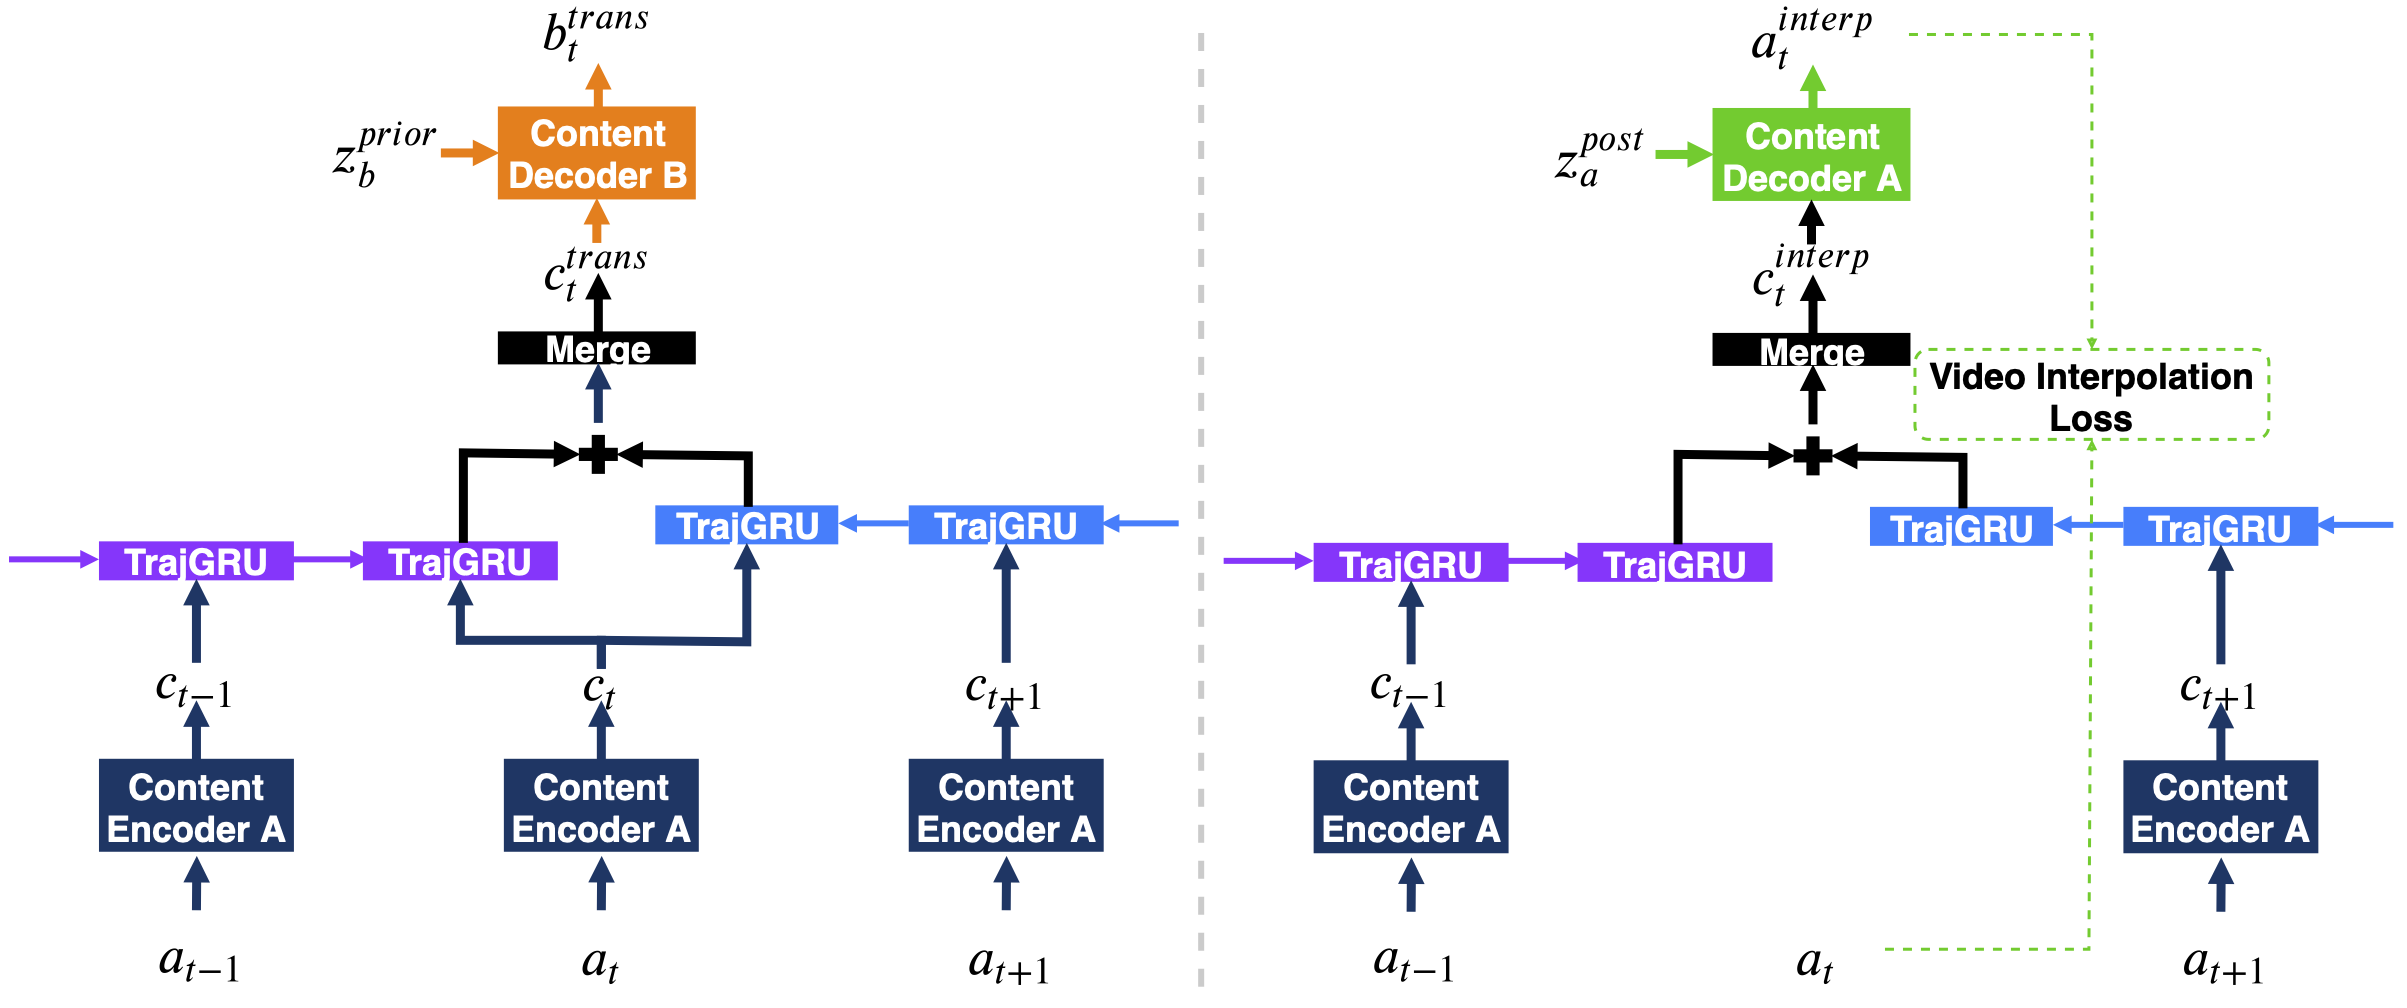 b_t^{trans}
z_b^{prior}
Content
Decoder B
c_t^{trans}
Merge
TrajGRU
TrajGRU
TrajGRU
TrajGRU
c_{t−1}
c_t
c_{t+1}
Content
Encoder A
Content
Encoder A
Content
Encoder A
a_{t−1}
a_t
a_{t+1}
a_t^{interp}
z_a^{post}
Content
Decoder A
c_t^{interp}
Merge
Video Interpolation
Loss
TrajGRU
TrajGRU
TrajGRU
TrajGRU
c_{t−1}
c_{t+1}
Content
Encoder A
Content
Encoder A
a_{t−1}
a_t
a_{t+1}